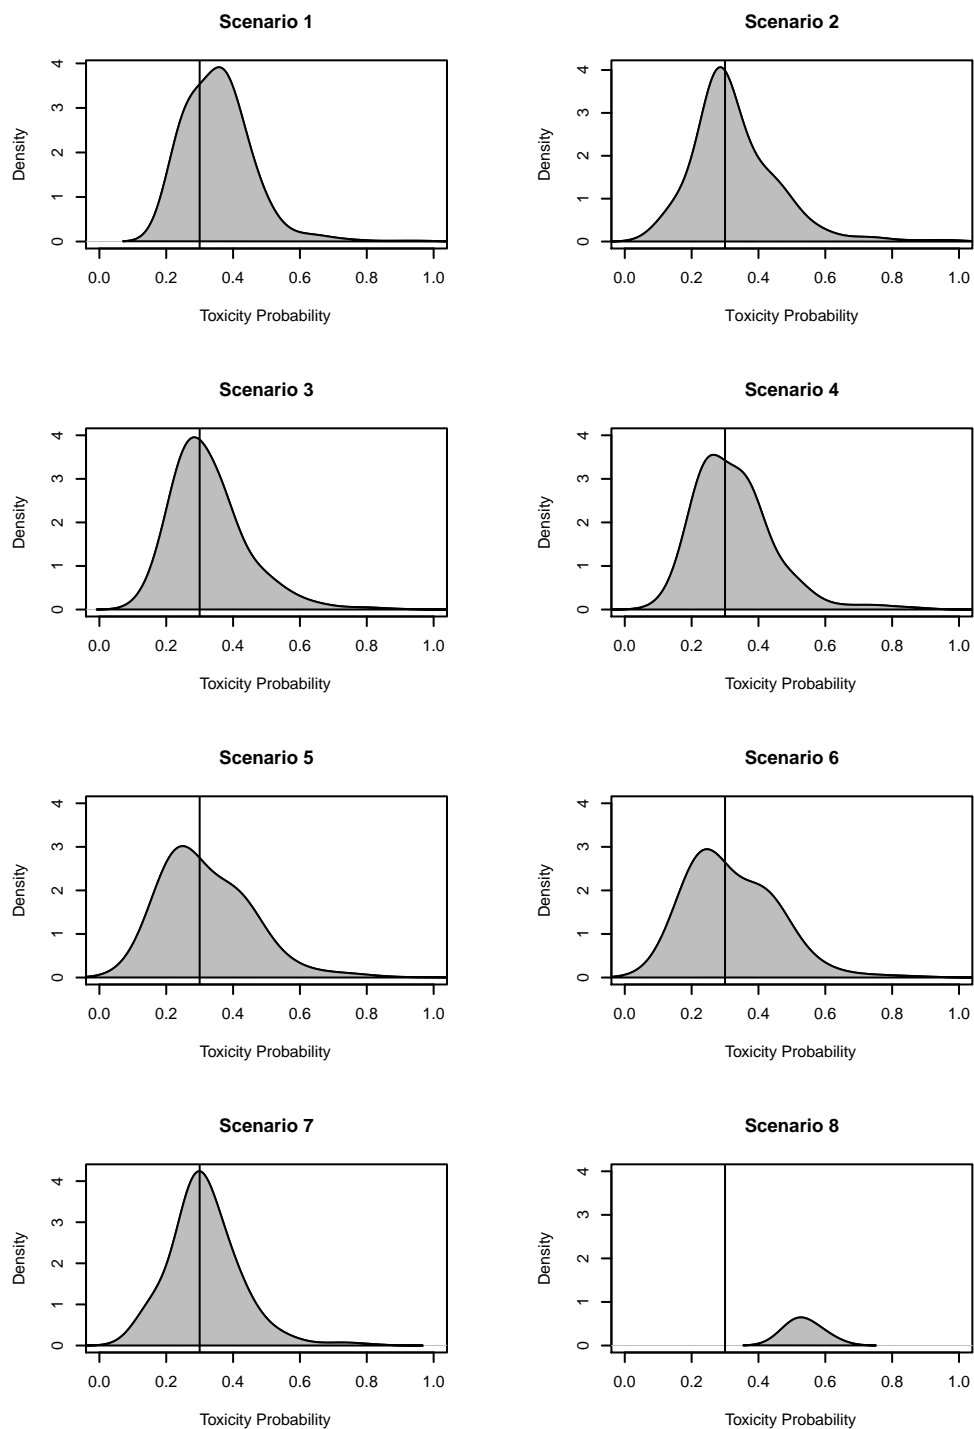 Scenario 1
Density
0 1 2 3 4
0.0 0.2 0.4 0.6 0.8 1.0
Toxicity Probability
Scenario 2
Density
0 1 2 3 4
0.0 0.2 0.4 0.6 0.8 1.0
Toxicity Probability
Scenario 3
Density
0 1 2 3 4
0.0 0.2 0.4 0.6 0.8 1.0
Toxicity Probability
Scenario 4
Density
0 1 2 3 4
0.0 0.2 0.4 0.6 0.8 1.0
Toxicity Probability
Scenario 5
Density
0 1 2 3 4
0.0 0.2 0.4 0.6 0.8 1.0
Toxicity Probability
Scenario 6
Density
0 1 2 3 4
0.0 0.2 0.4 0.6 0.8 1.0
Toxicity Probability
Scenario 7
Density
0 1 2 3 4
0.0 0.2 0.4 0.6 0.8 1.0
Toxicity Probability
Scenario 8
Density
0 1 2 3 4
0.0 0.2 0.4 0.6 0.8 1.0
Toxicity Probability